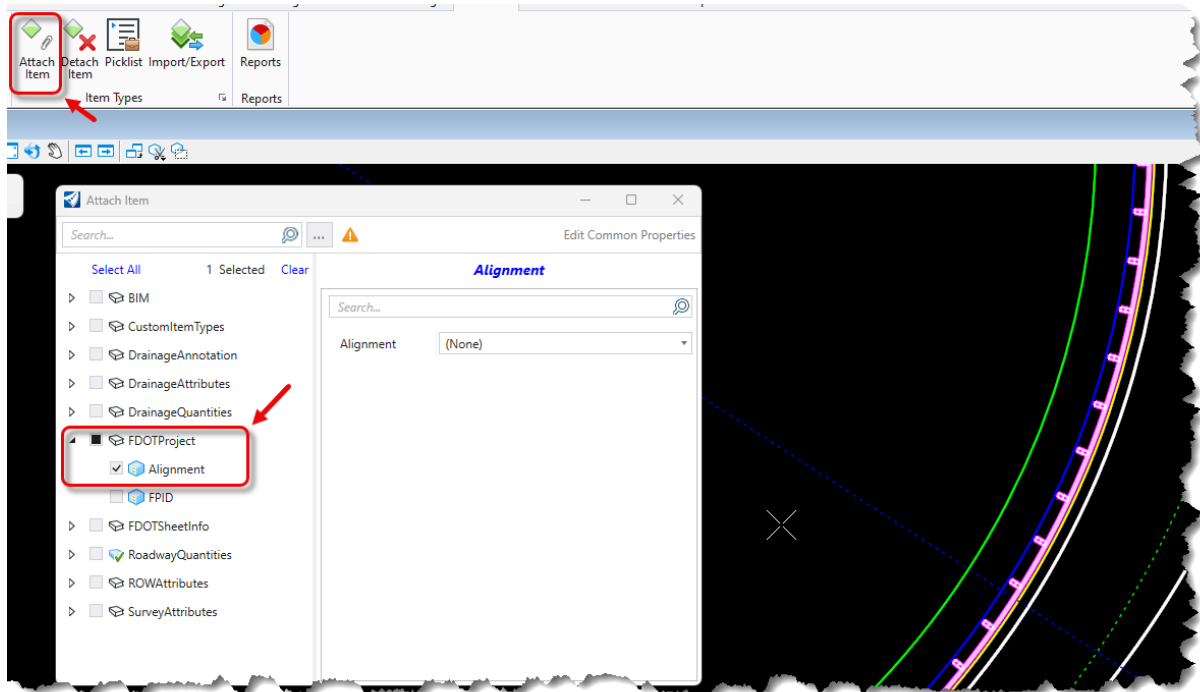 Attach Item
Detach Item
Picklist
Import/Export
Reports
Item Types
Reports
Attach Item
Search...
...
Edit Common Properties
Select All
1 Selected
Clear
Alignment
BIM
CustomItemTypes
DrainageAnnotation
DrainageAttributes
DrainageQuantities
FDOTProject
Alignment
FPID
FDOTSheetInfo
RoadwayQuantities
ROWAttributes
SurveyAttributes
Search...
Alignment
(None)